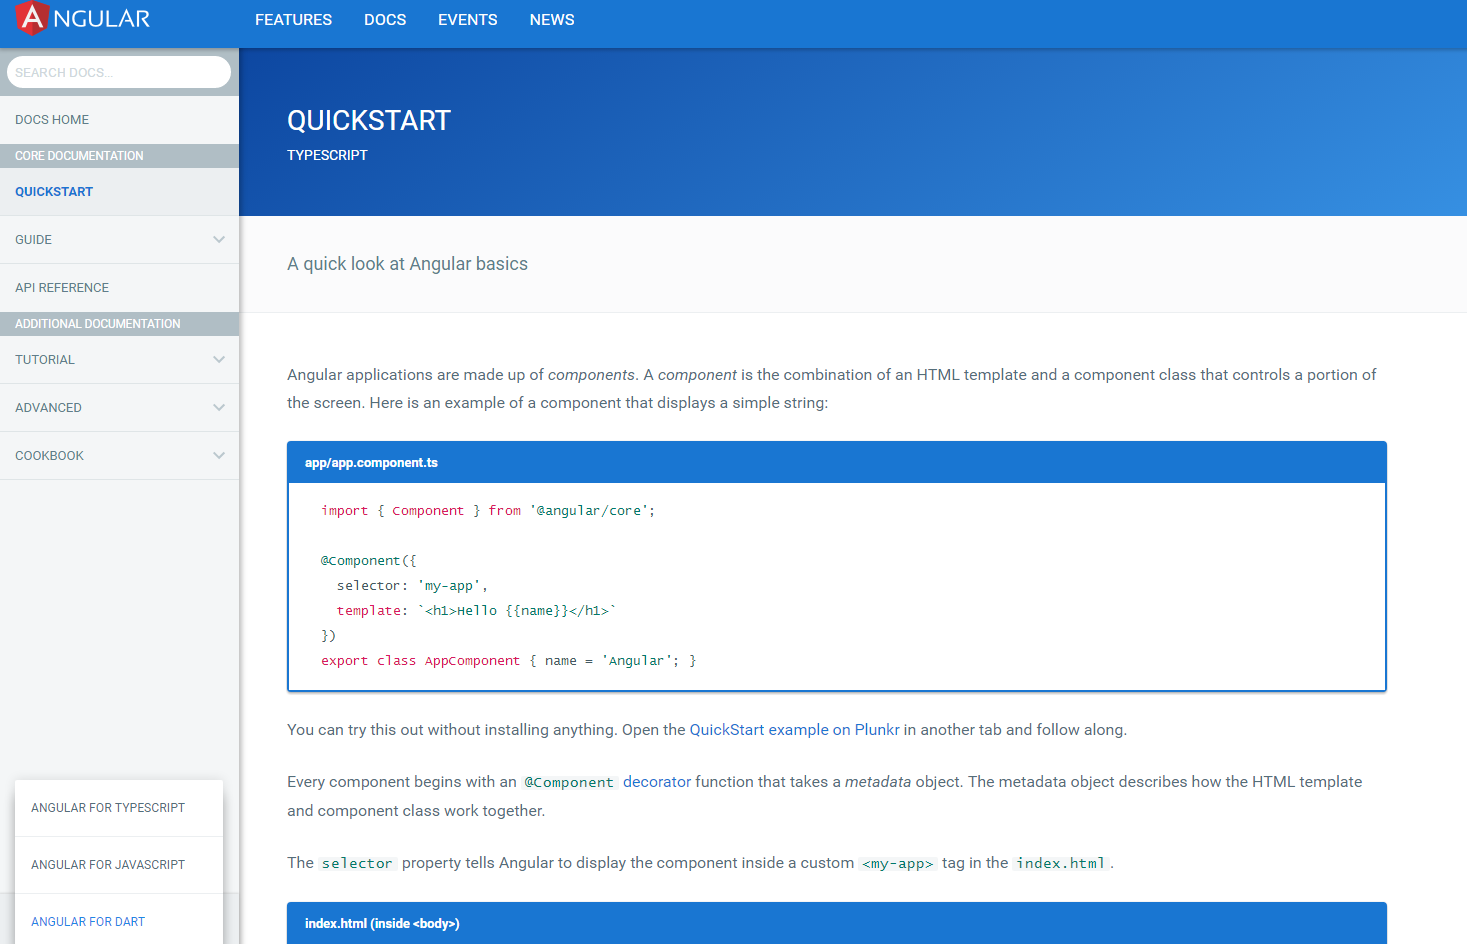 ANGULAR
FEATURES
DOCS
EVENTS
NEWS
SEARCH DOCS...
DOCS HOME
CORE DOCUMENTATION
QUICKSTART
GUIDE
API REFERENCE
ADDITIONAL DOCUMENTATION
TUTORIAL
ADVANCED
COOKBOOK
ANGULAR FOR TYPESCRIPT
ANGULAR FOR JAVASCRIPT
ANGULAR FOR DART
QUICKSTART
TYPESCRIPT
A quick look at Angular basics
Angular applications are made up of components. A component is the combination of an HTML template and a component class that controls a portion of
the screen. Here is an example of a component that displays a simple string:
app/app.component.ts
import { Component } from '@angular/core';
@Component({
  selector: 'my-app',
  template: `<h1>Hello {{name}}</h1>`
})
export class AppComponent { name = 'Angular'; }
You can try this out without installing anything. Open the QuickStart example on Plunkr in another tab and follow along.
Every component begins with an @Component decorator function that takes a metadata object. The metadata object describes how the HTML template
and component class work together.
The selector property tells Angular to display the component inside a custom <my-app> tag in the index.html.
index.html (inside <body>)